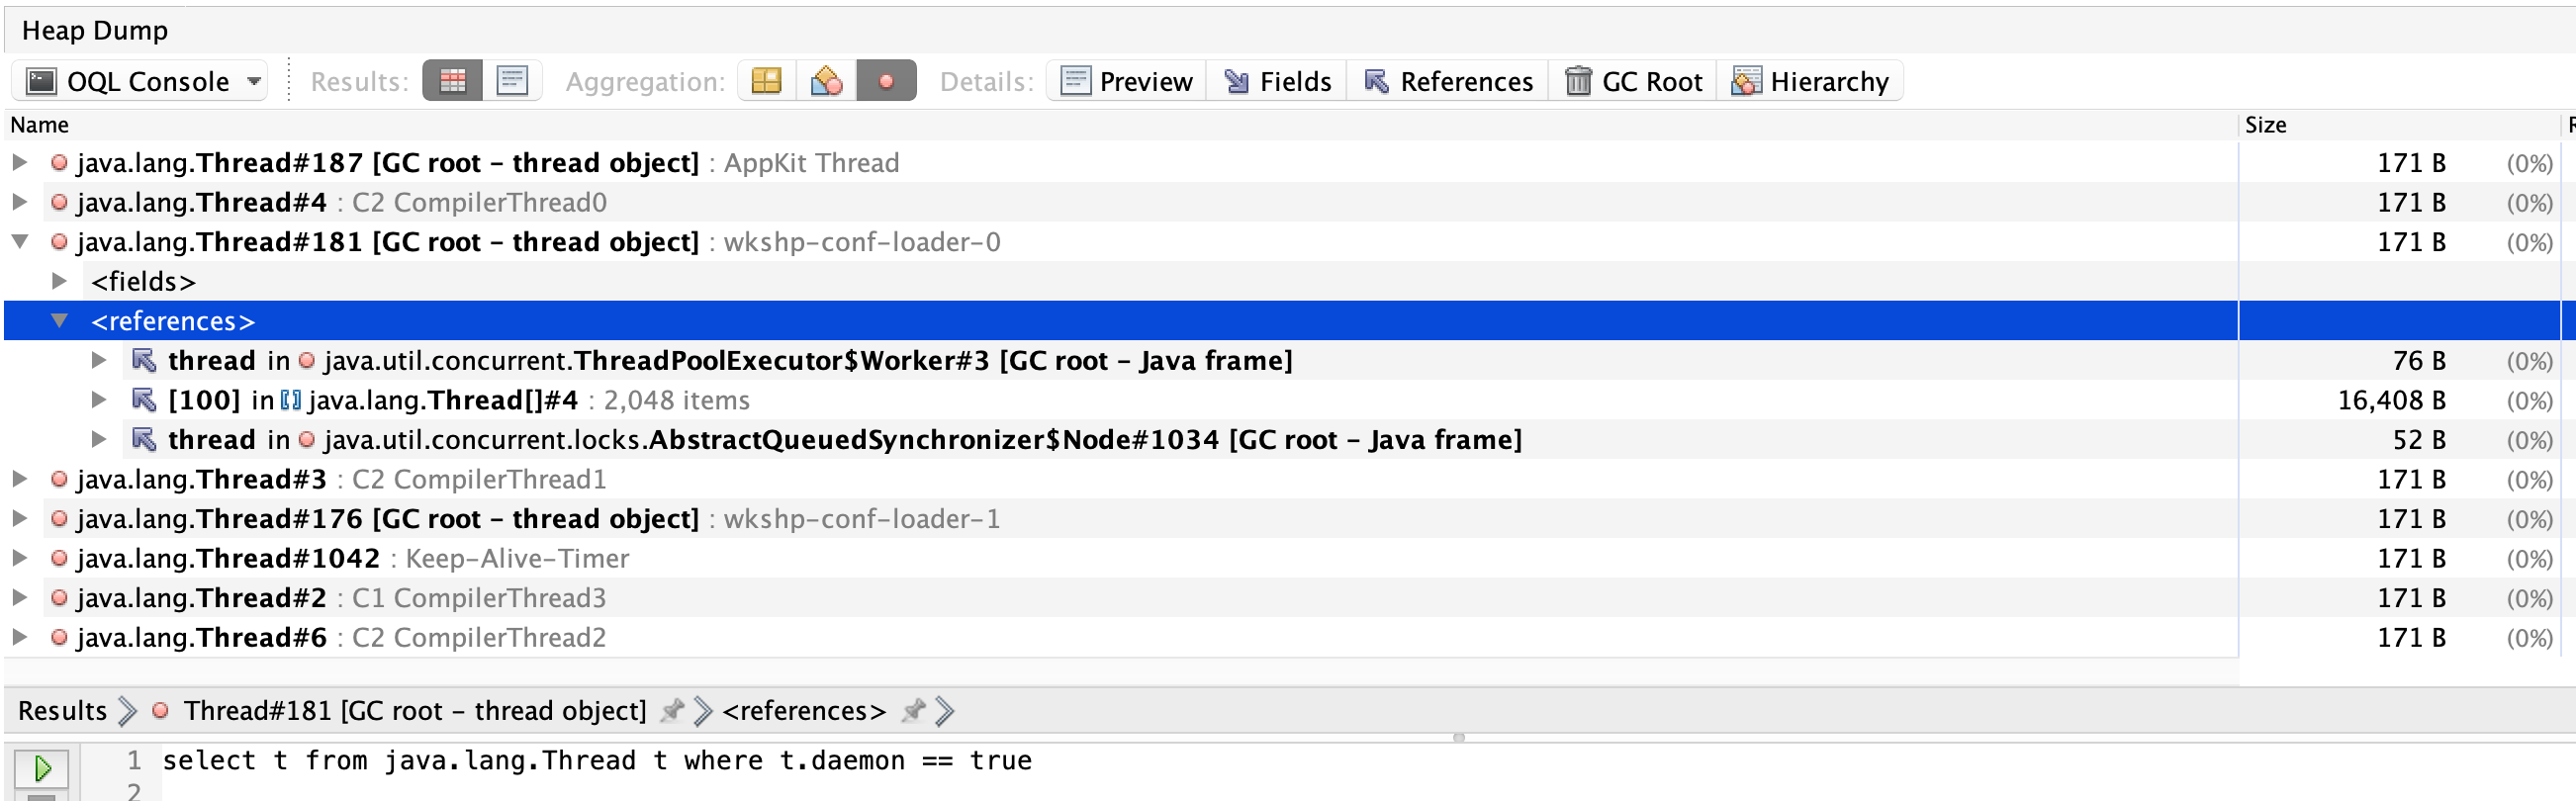 Heap Dump
OQL Console Results: Aggregation: Details: Preview Fields References GC Root Hierarchy
Name Size
java.lang.Thread#187 [GC root - thread object] : AppKit Thread 171 B (0%)
java.lang.Thread#4 : C2 CompilerThread0 171 B (0%)
java.lang.Thread#181 [GC root - thread object] : wkshp-conf-loader-0 171 B (0%)
<fields>
<references>
thread in java.util.concurrent.ThreadPoolExecutor$Worker#3 [GC root - Java frame] 76 B (0%)
[100] in java.lang.Thread[]#4 : 2,048 items 16,408 B (0%)
thread in java.util.concurrent.locks.AbstractQueuedSynchronizer$Node#1034 [GC root - Java frame] 52 B (0%)
java.lang.Thread#3 : C2 CompilerThread1 171 B (0%)
java.lang.Thread#176 [GC root - thread object] : wkshp-conf-loader-1 171 B (0%)
java.lang.Thread#1042 : Keep-Alive-Timer 171 B (0%)
java.lang.Thread#2 : C1 CompilerThread3 171 B (0%)
java.lang.Thread#6 : C2 CompilerThread2 171 B (0%)
Results Thread#181 [GC root - thread object] <references>
1 select t from java.lang.Thread t where t.daemon == true
2